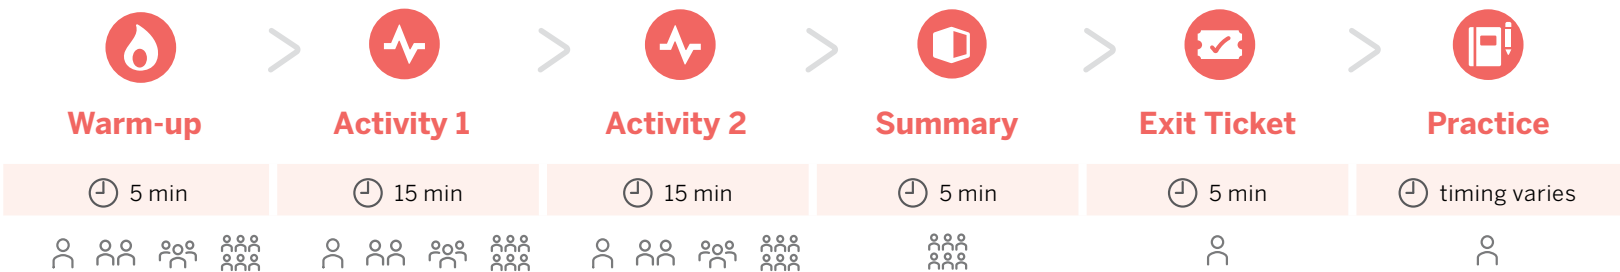 Warm-up Activity 1 Activity 2 Summary Exit Ticket Practice
5 min 15 min 15 min 5 min 5 min timing varies